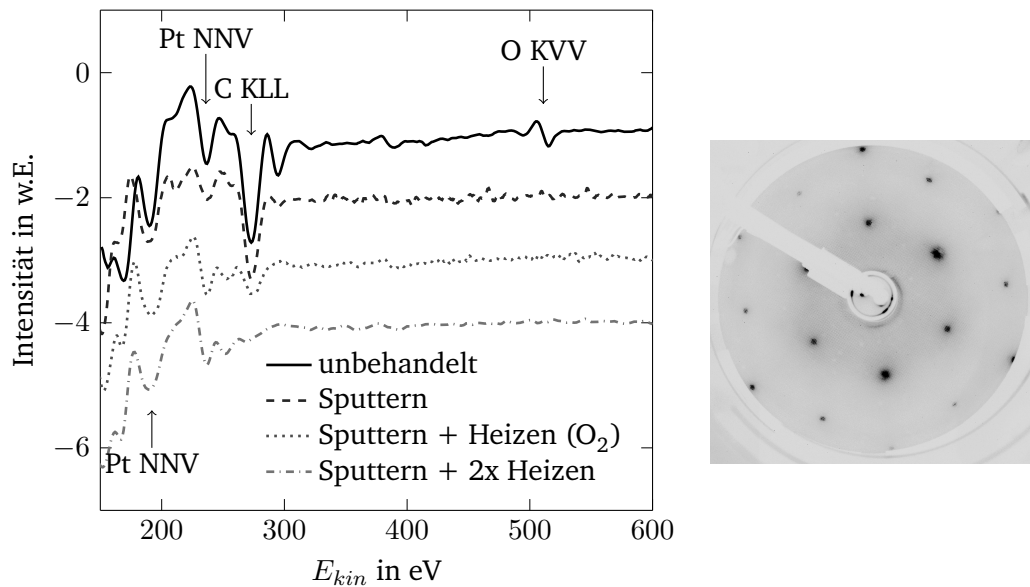 Pt NNV
C KLL
O KVV
0
−2
−4
−6
Intensität in w.E.
unbehandelt
Sputtern
Sputtern + Heizen (O₂)
Sputtern + 2x Heizen
Pt NNV
200
300
400
500
600
E_kin in eV